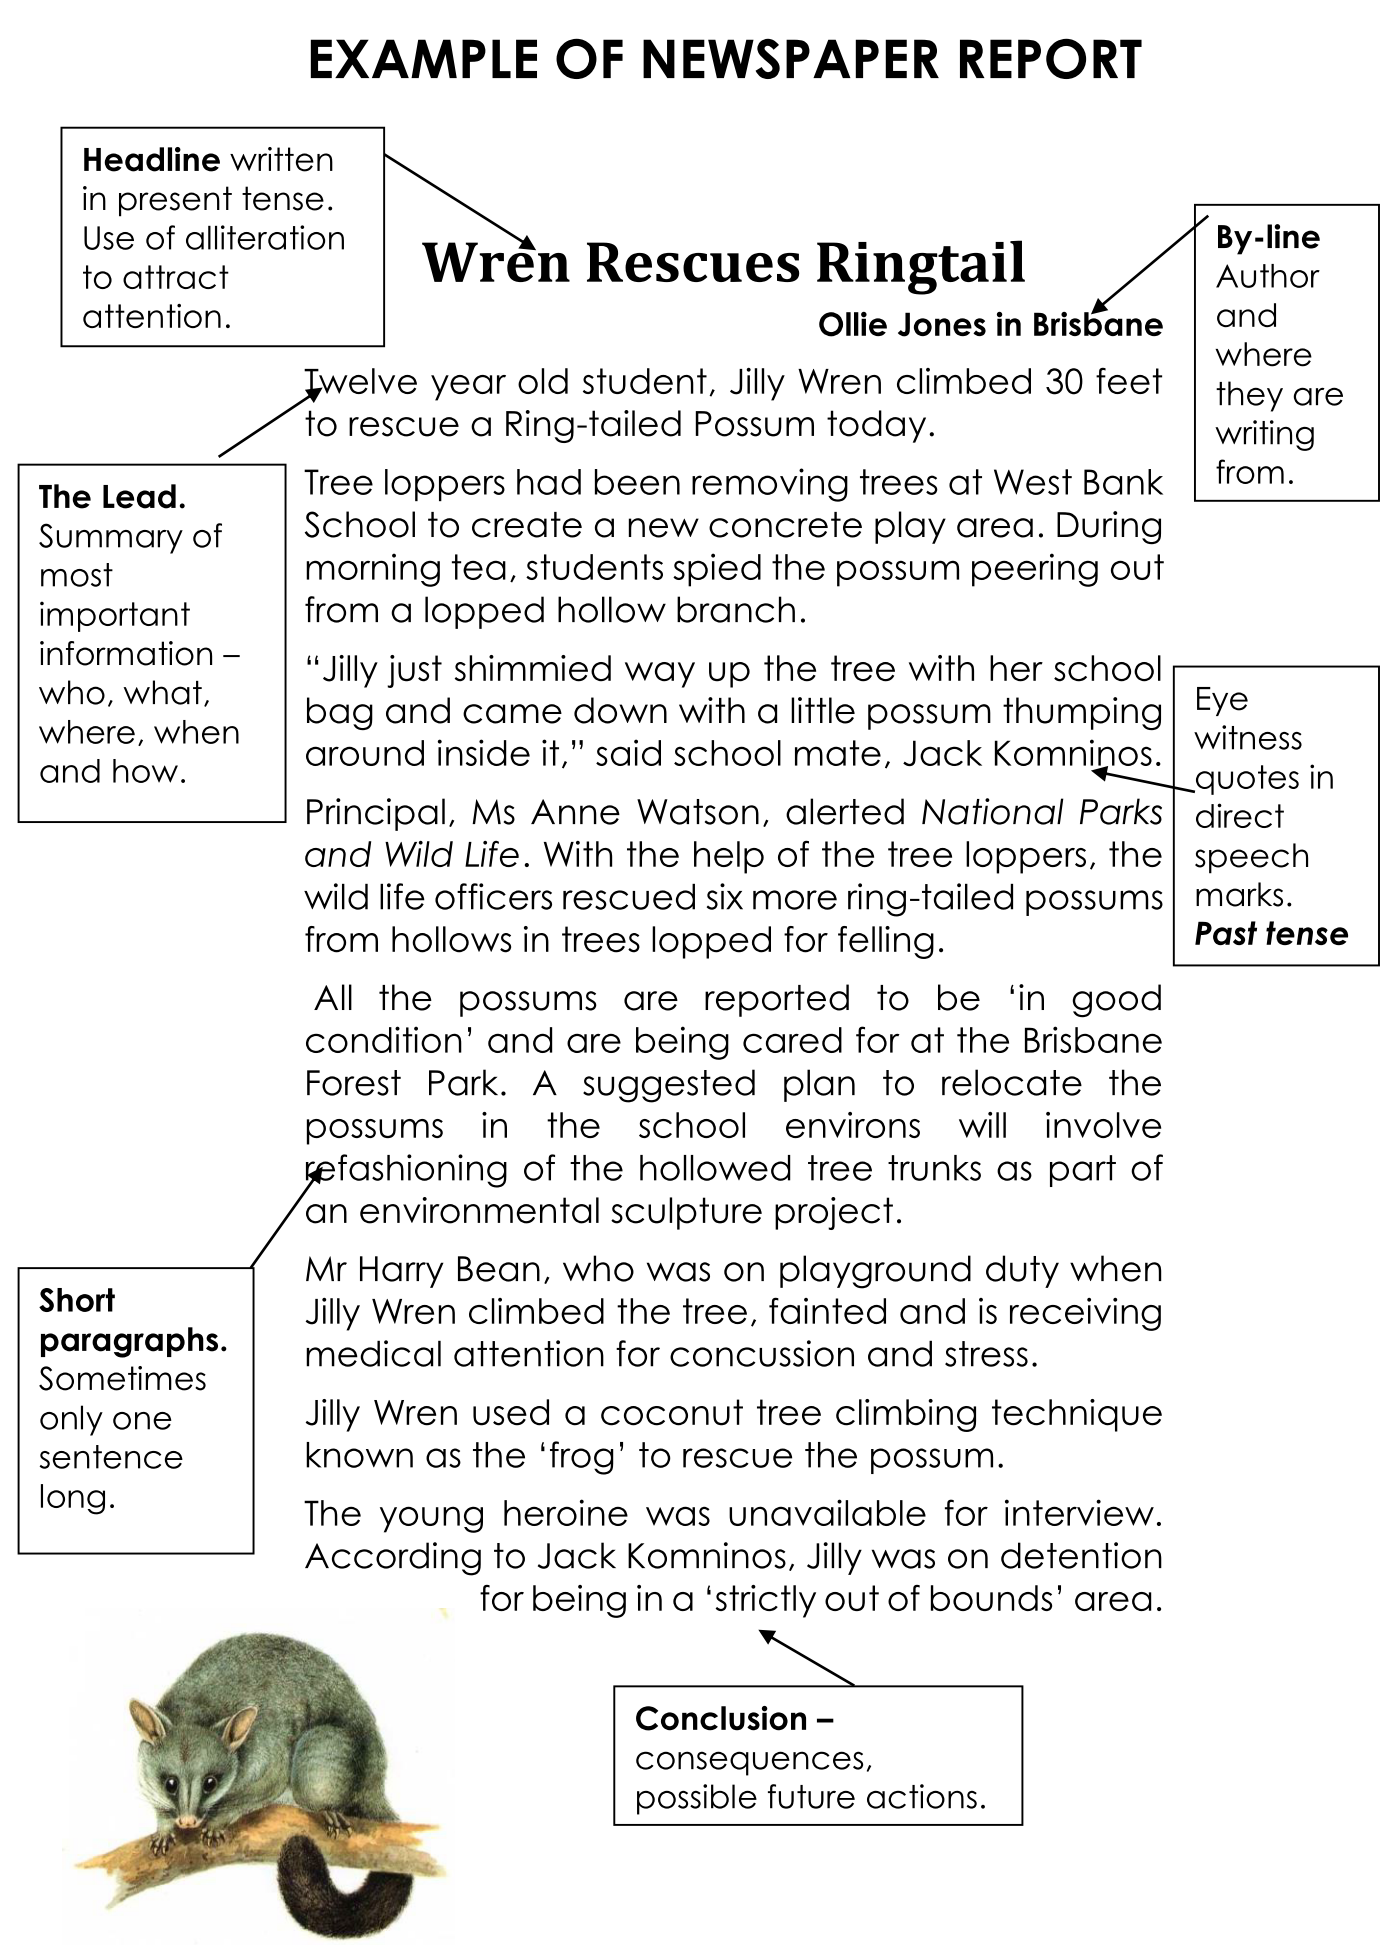 EXAMPLE OF NEWSPAPER REPORT
Headline written
in present tense.
Use of alliteration
to attract
attention.
Wren Rescues Ringtail
Ollie Jones in Brisbane
By-line
Author
and
where
they are
writing
from.
Twelve year old student, Jilly Wren climbed 30 feet
to rescue a Ring-tailed Possum today.
The Lead.
Summary of
most
important
information –
who, what,
where, when
and how.
Tree loppers had been removing trees at West Bank
School to create a new concrete play area. During
morning tea, students spied the possum peering out
from a lopped hollow branch.
“Jilly just shimmied way up the tree with her school
bag and came down with a little possum thumping
around inside it,” said school mate, Jack Komninos.
Eye
witness
quotes in
direct
speech
marks.
Past tense
Principal, Ms Anne Watson, alerted National Parks
and Wild Life. With the help of the tree loppers, the
wild life officers rescued six more ring-tailed possums
from hollows in trees lopped for felling.
All the possums are reported to be ‘in good
condition’ and are being cared for at the Brisbane
Forest Park. A suggested plan to relocate the
possums in the school environs will involve
refashioning of the hollowed tree trunks as part of
an environmental sculpture project.
Short
paragraphs.
Sometimes
only one
sentence
long.
Mr Harry Bean, who was on playground duty when
Jilly Wren climbed the tree, fainted and is receiving
medical attention for concussion and stress.
Jilly Wren used a coconut tree climbing technique
known as the ‘frog’ to rescue the possum.
The young heroine was unavailable for interview.
According to Jack Komninos, Jilly was on detention
for being in a ‘strictly out of bounds’ area.
Conclusion –
consequences,
possible future actions.